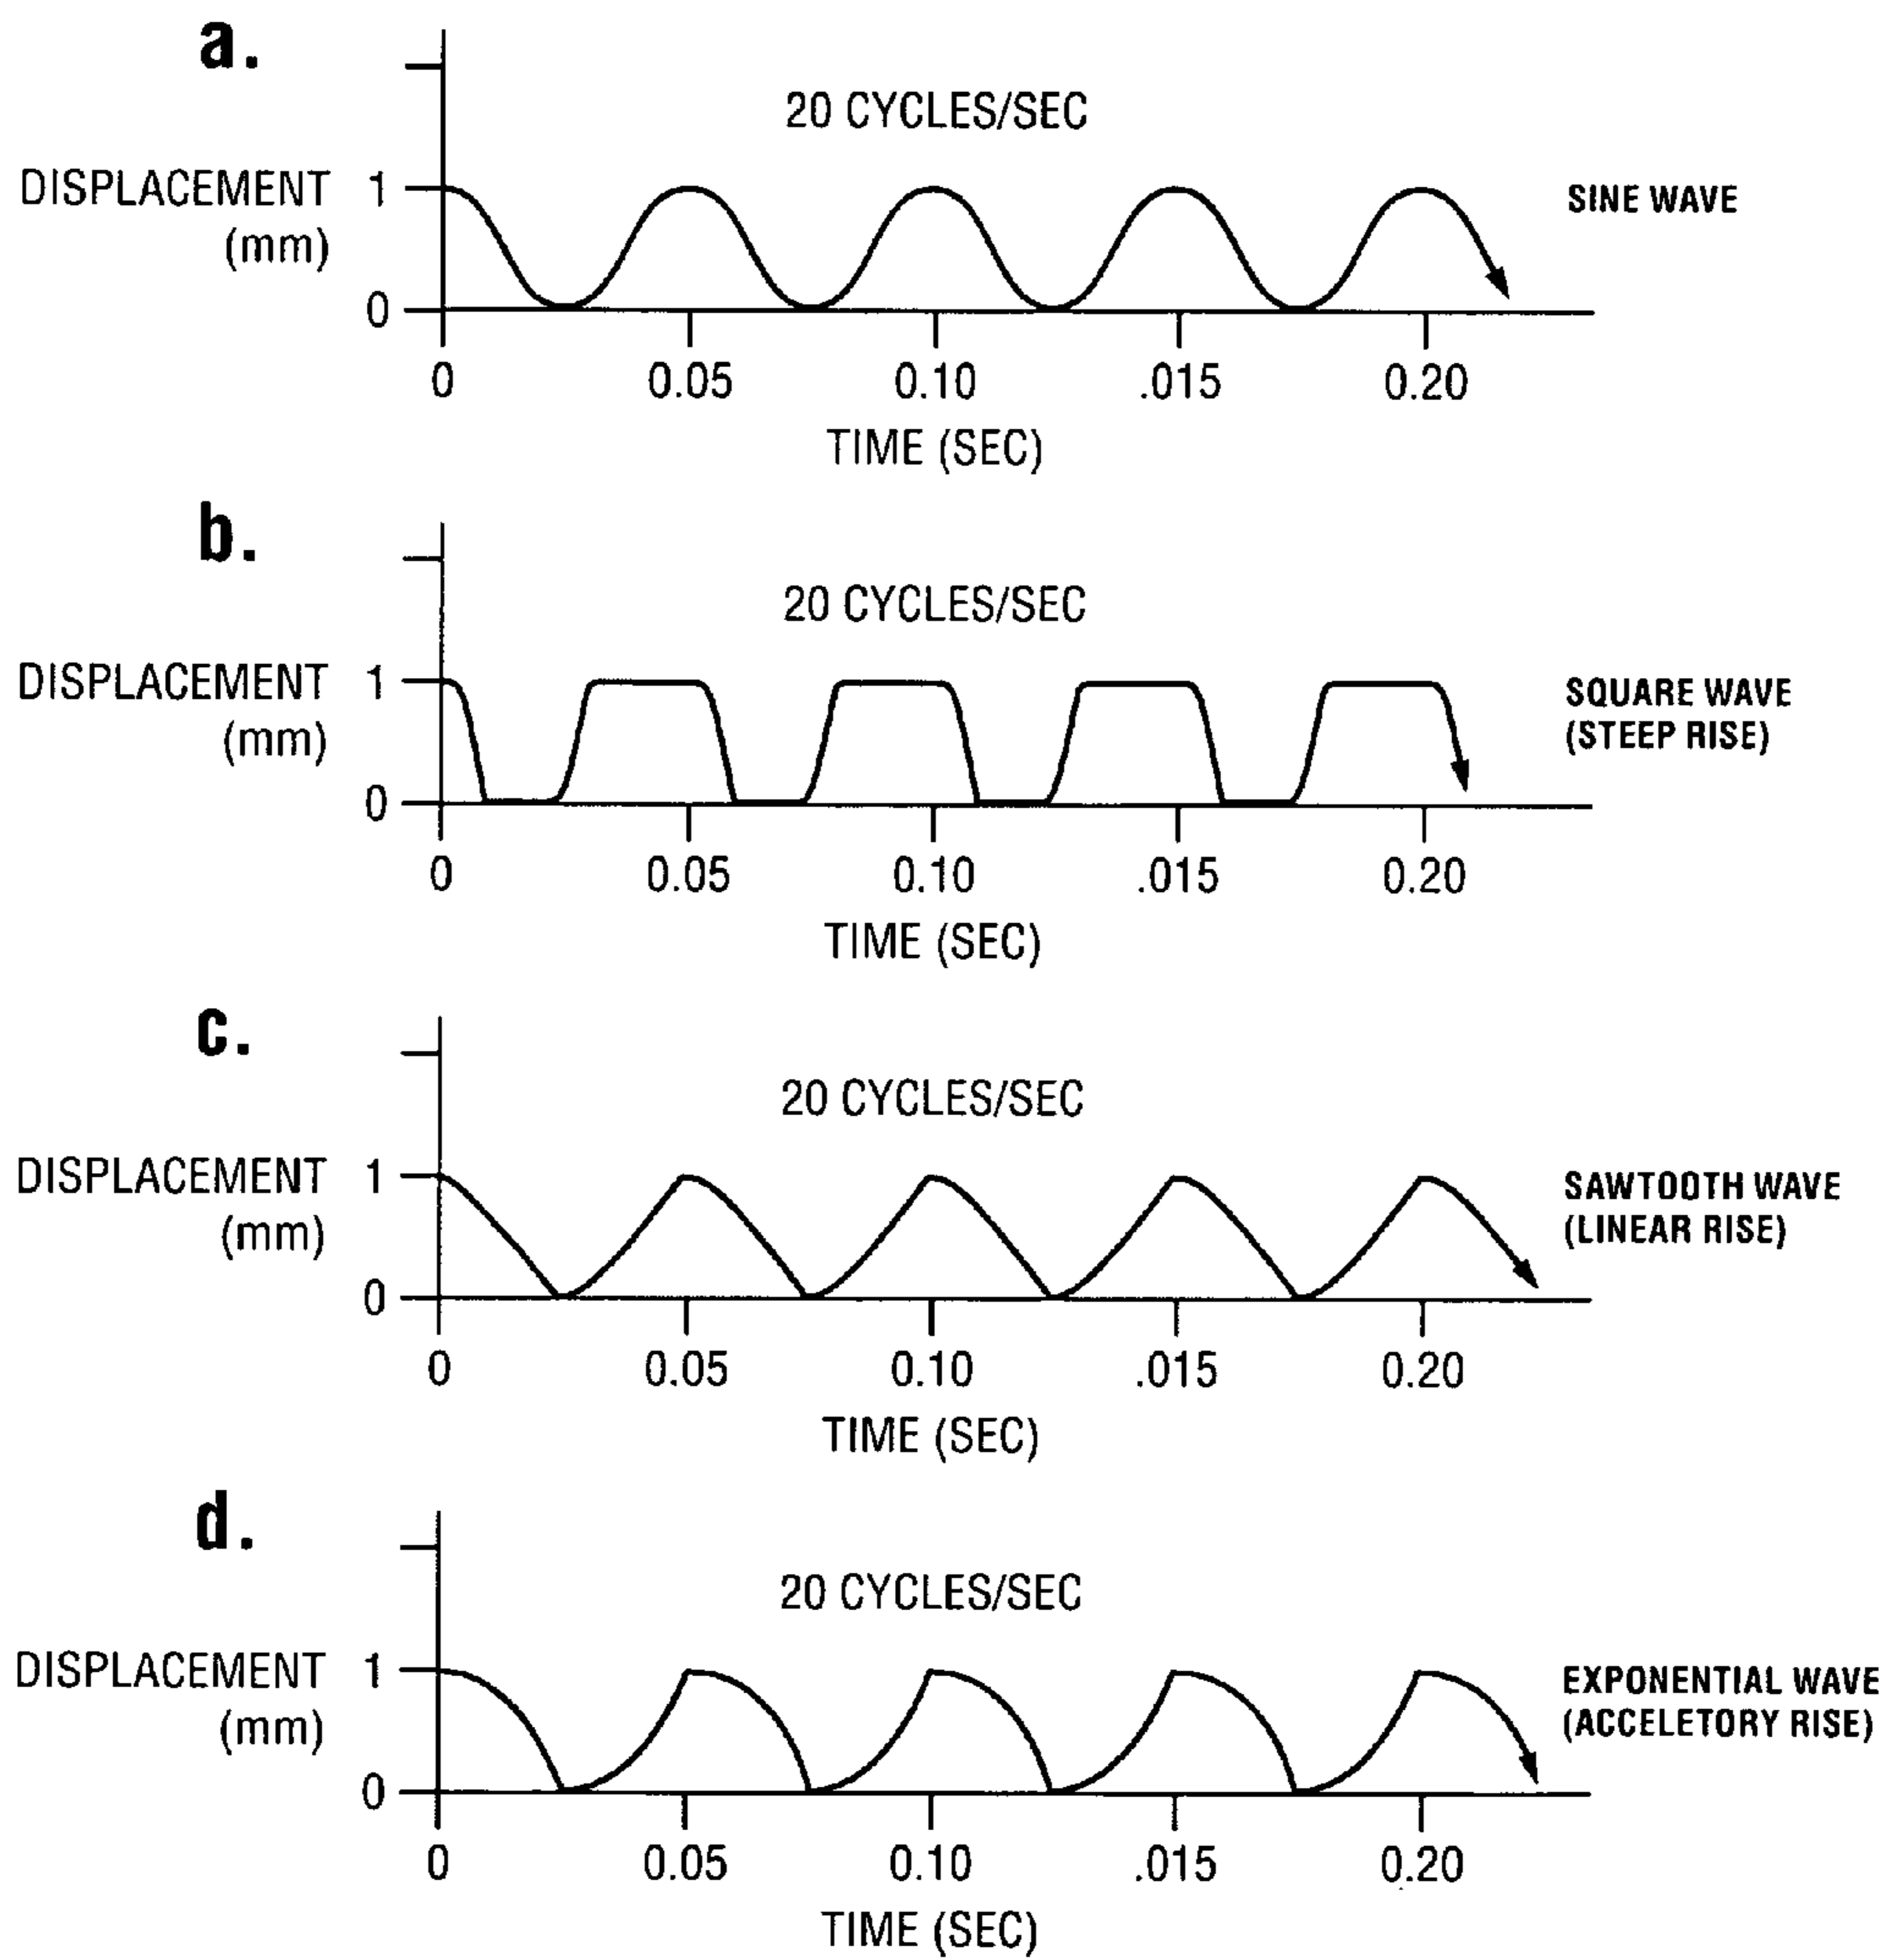 a.
20 CYCLES/SEC
DISPLACEMENT 1
(mm)
0
SINE WAVE
0 0.05 0.10 .015 0.20
TIME (SEC)
b.
20 CYCLES/SEC
DISPLACEMENT 1
(mm)
0
SQUARE WAVE
(STEEP RISE)
0 0.05 0.10 .015 0.20
TIME (SEC)
c.
20 CYCLES/SEC
DISPLACEMENT 1
(mm)
0
SAWTOOTH WAVE
(LINEAR RISE)
0 0.05 0.10 .015 0.20
TIME (SEC)
d.
20 CYCLES/SEC
DISPLACEMENT 1
(mm)
0
EXPONENTIAL WAVE
(ACCELETORY RISE)
0 0.05 0.10 .015 0.20
TIME (SEC)